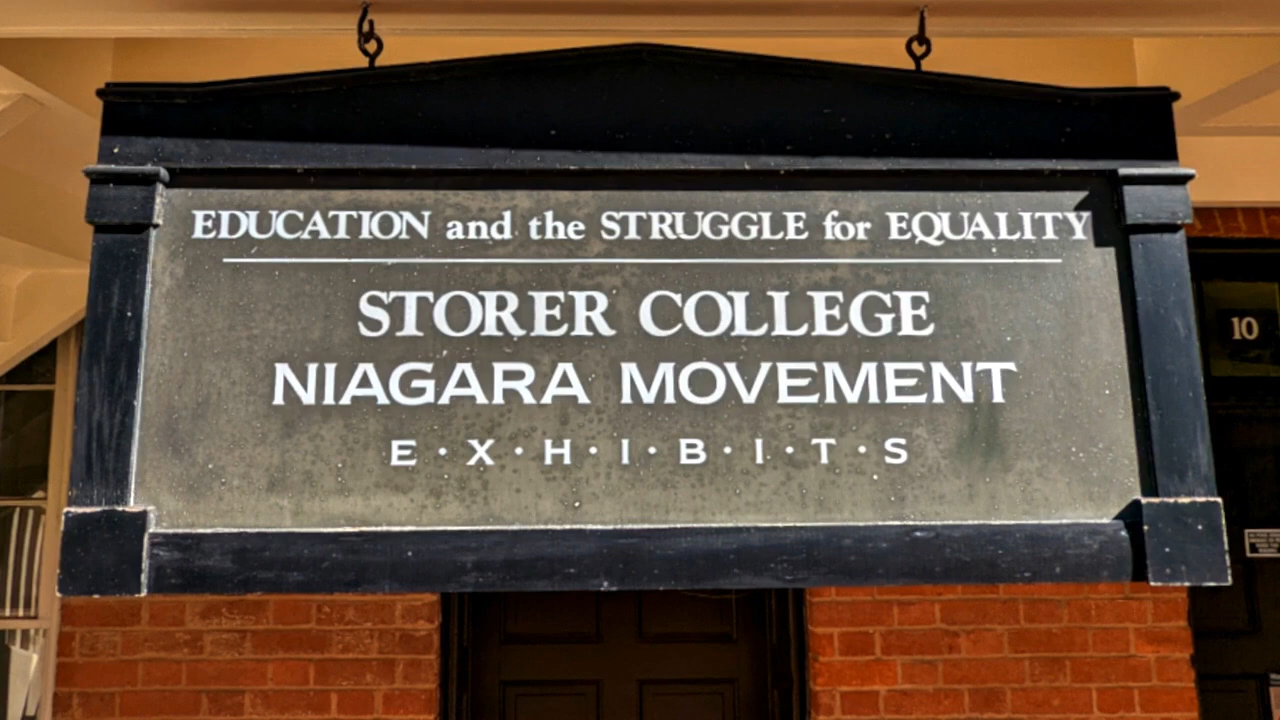 EDUCATION and the STRUGGLE for EQUALITY
STORER COLLEGE
NIAGARA MOVEMENT
E·X·H·I·B·I·T·S
10